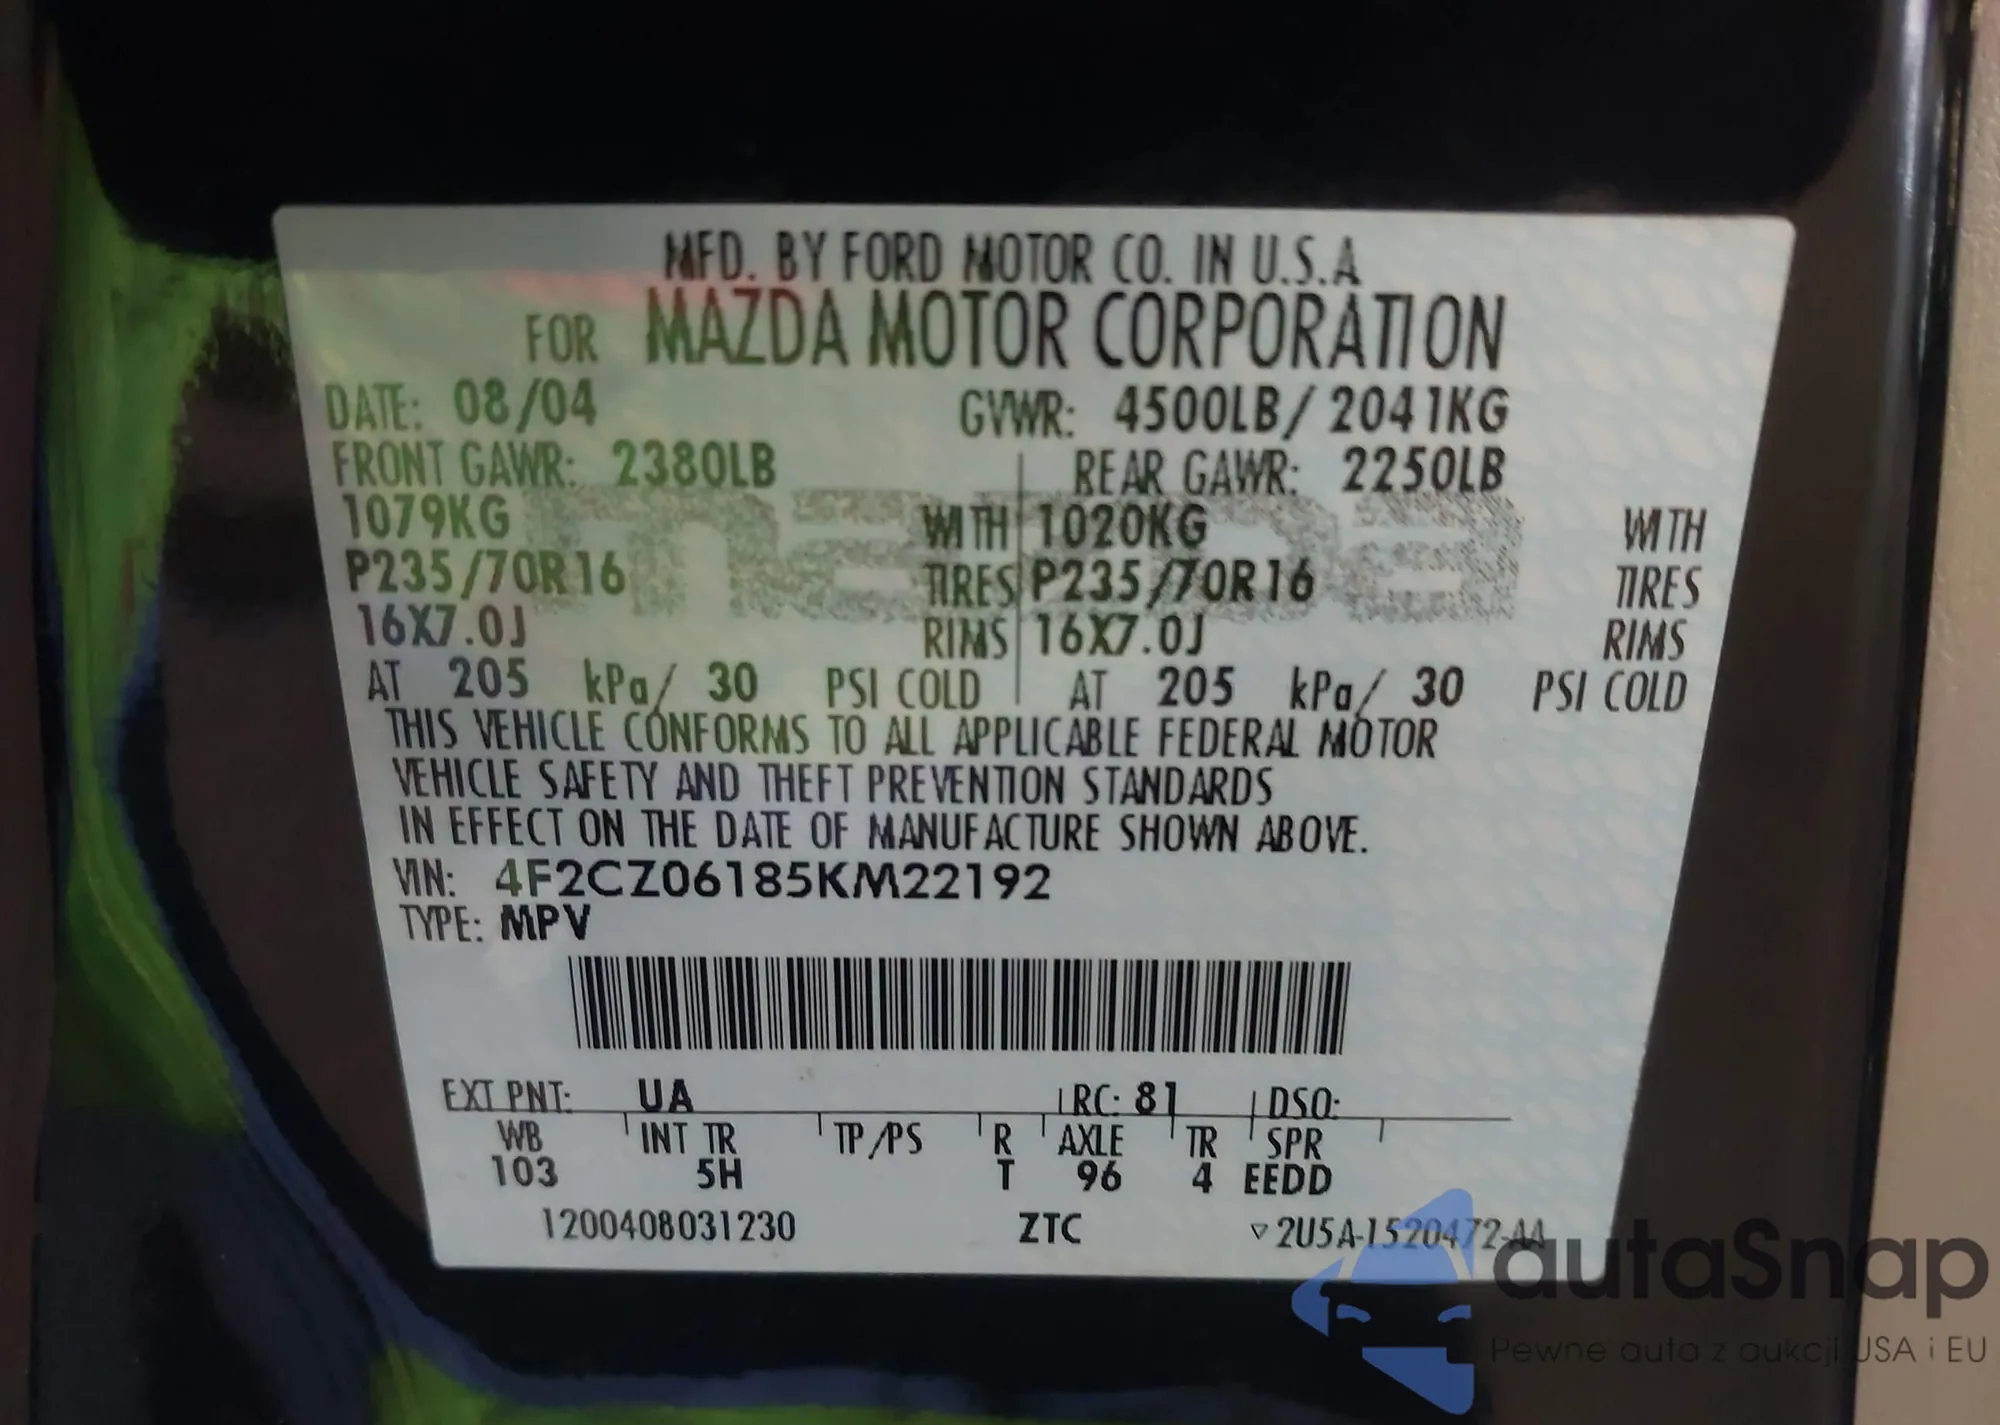 MFD. BY FORD MOTOR CO. IN U.S.A
FOR MAZDA MOTOR CORPORATION
DATE: 08/04 GVWR: 4500LB/ 2041KG
FRONT GAWR: 2380LB REAR GAWR: 2250LB
1079KG WITH 1020KG WITH
P235/70R16 TIRES P235/70R16 TIRES
16X7.0J RIMS 16X7.0J RIMS
AT 205 kPa/ 30 PSI COLD AT 205 kPa/ 30 PSI COLD
mazda
THIS VEHICLE CONFORMS TO ALL APPLICABLE FEDERAL MOTOR
VEHICLE SAFETY AND THEFT PREVENTION STANDARDS
IN EFFECT ON THE DATE OF MANUFACTURE SHOWN ABOVE.
VIN: 4F2CZ06185KM22192
TYPE: MPV
EXT PNT: UA RC: 81 DSO:
WB INT TR TP/PS R AXLE TR SPR
103 5H T 96 4 EEDD
1200408031230 ZTC ▿2U5A-1520472-AA
autaSnap
Pewne auta z aukcji USA i EU